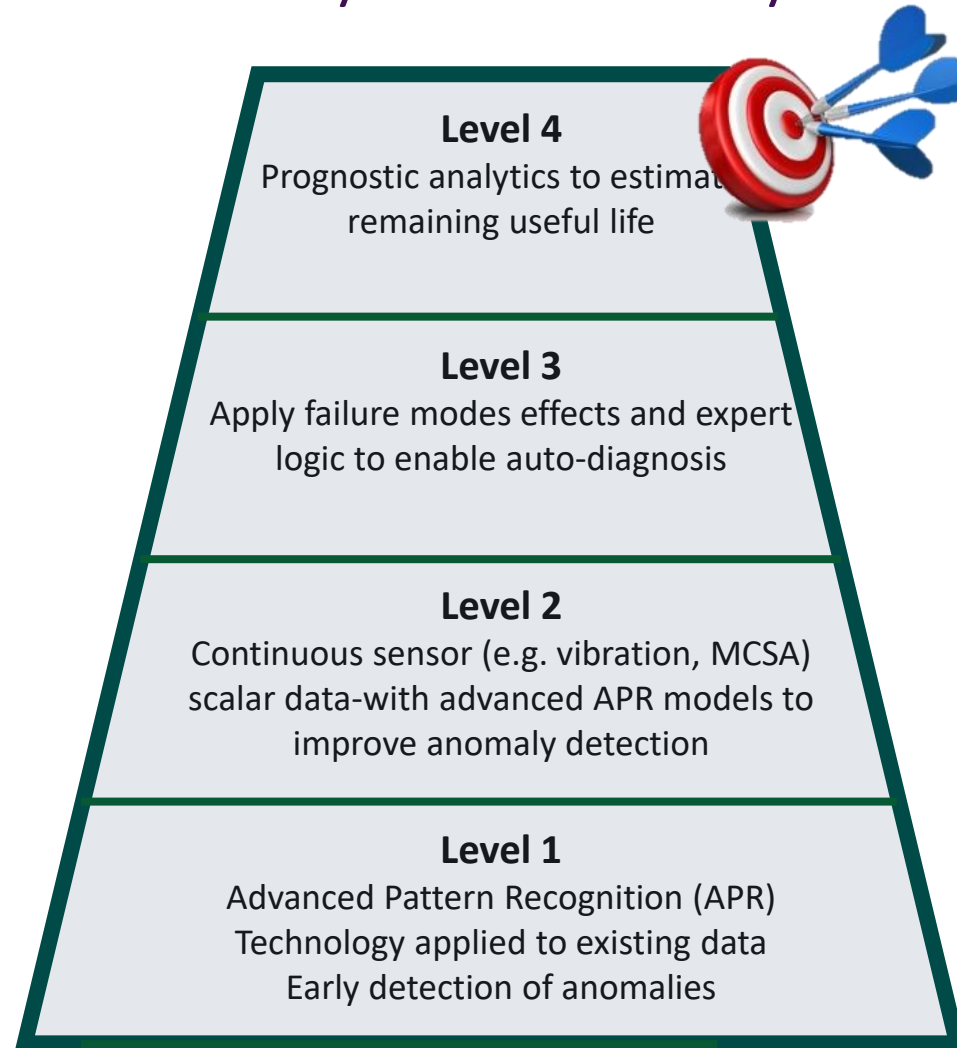 Level 4
Prognostic analytics to estimat
remaining useful life
Level 3
Apply failure modes effects and expert
logic to enable auto-diagnosis
Level 2
Continuous sensor (e.g. vibration, MCSA)
scalar data-with advanced APR models to
improve anomaly detection
Level 1
Advanced Pattern Recognition (APR)
Technology applied to existing data
Early detection of anomalies